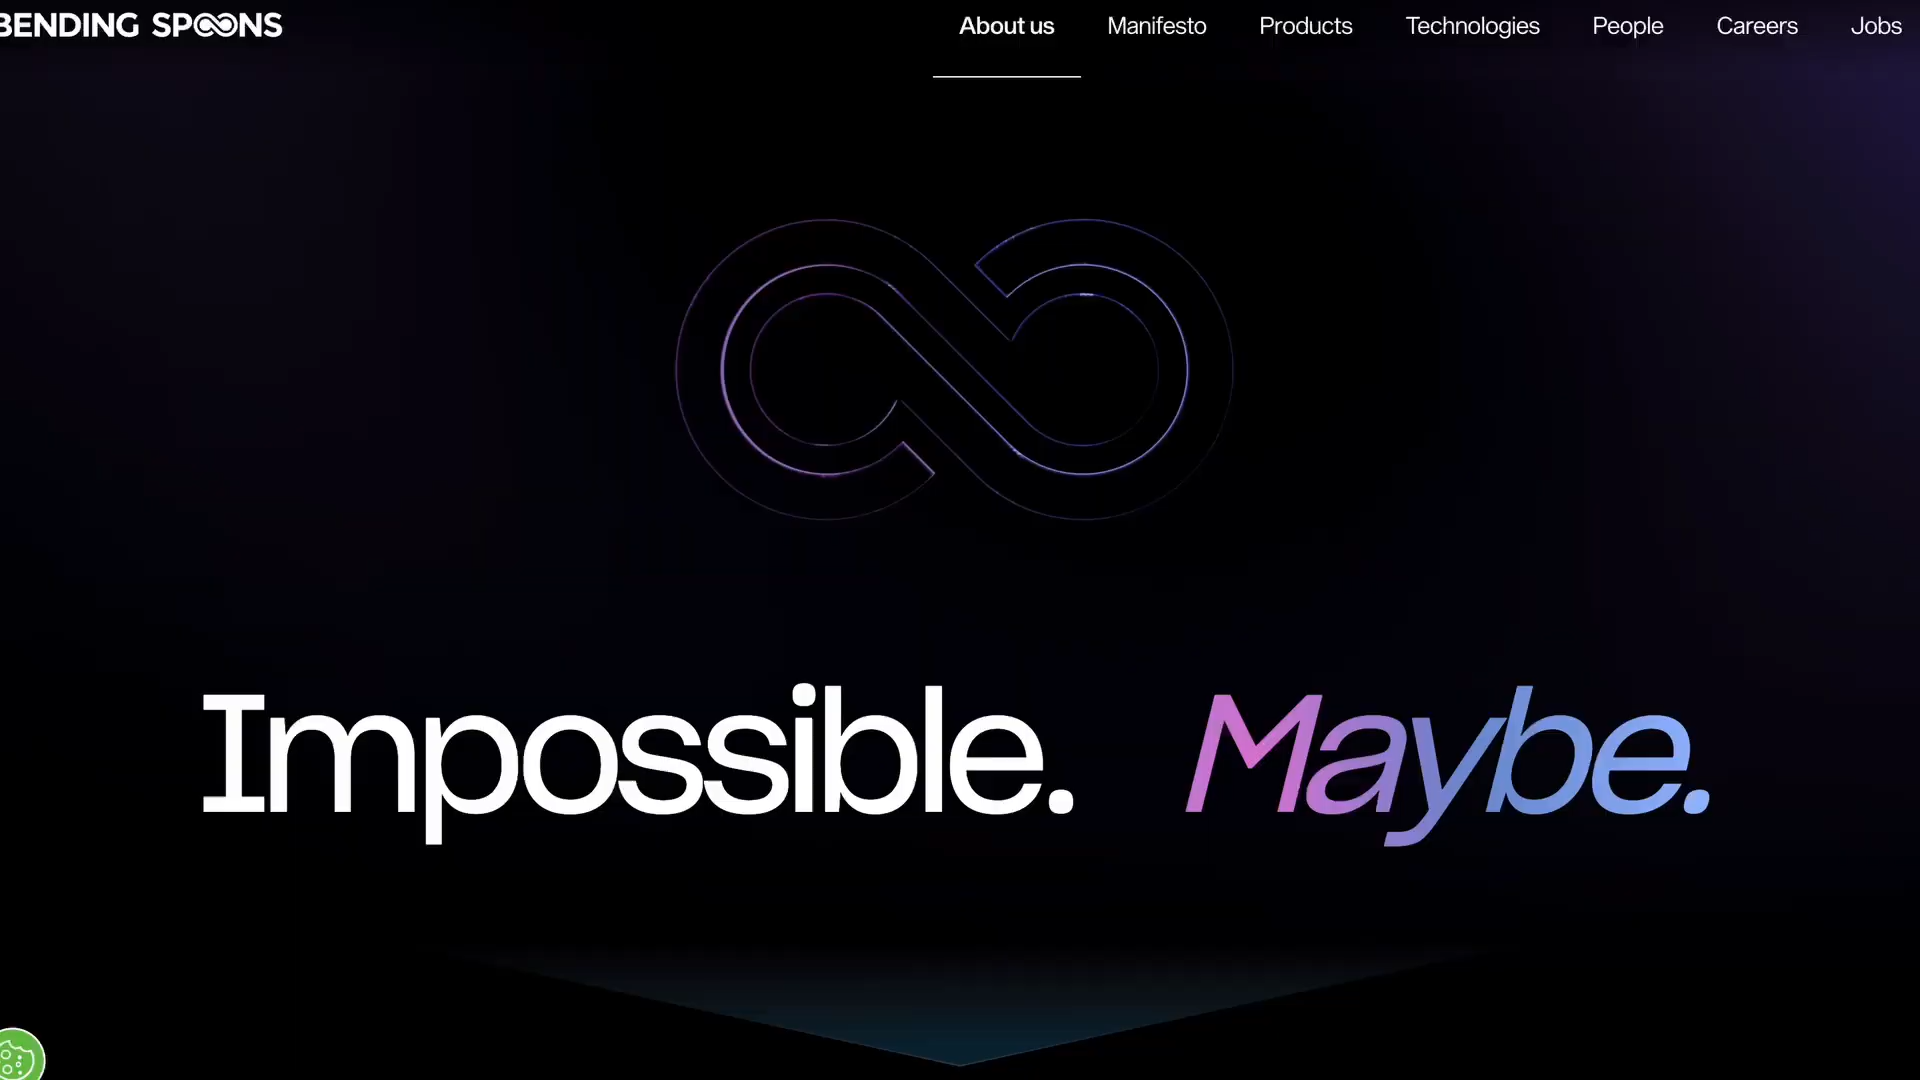 BENDING SPOONS
About us
Manifesto
Products
Technologies
People
Careers
Jobs
Impossible. Maybe.